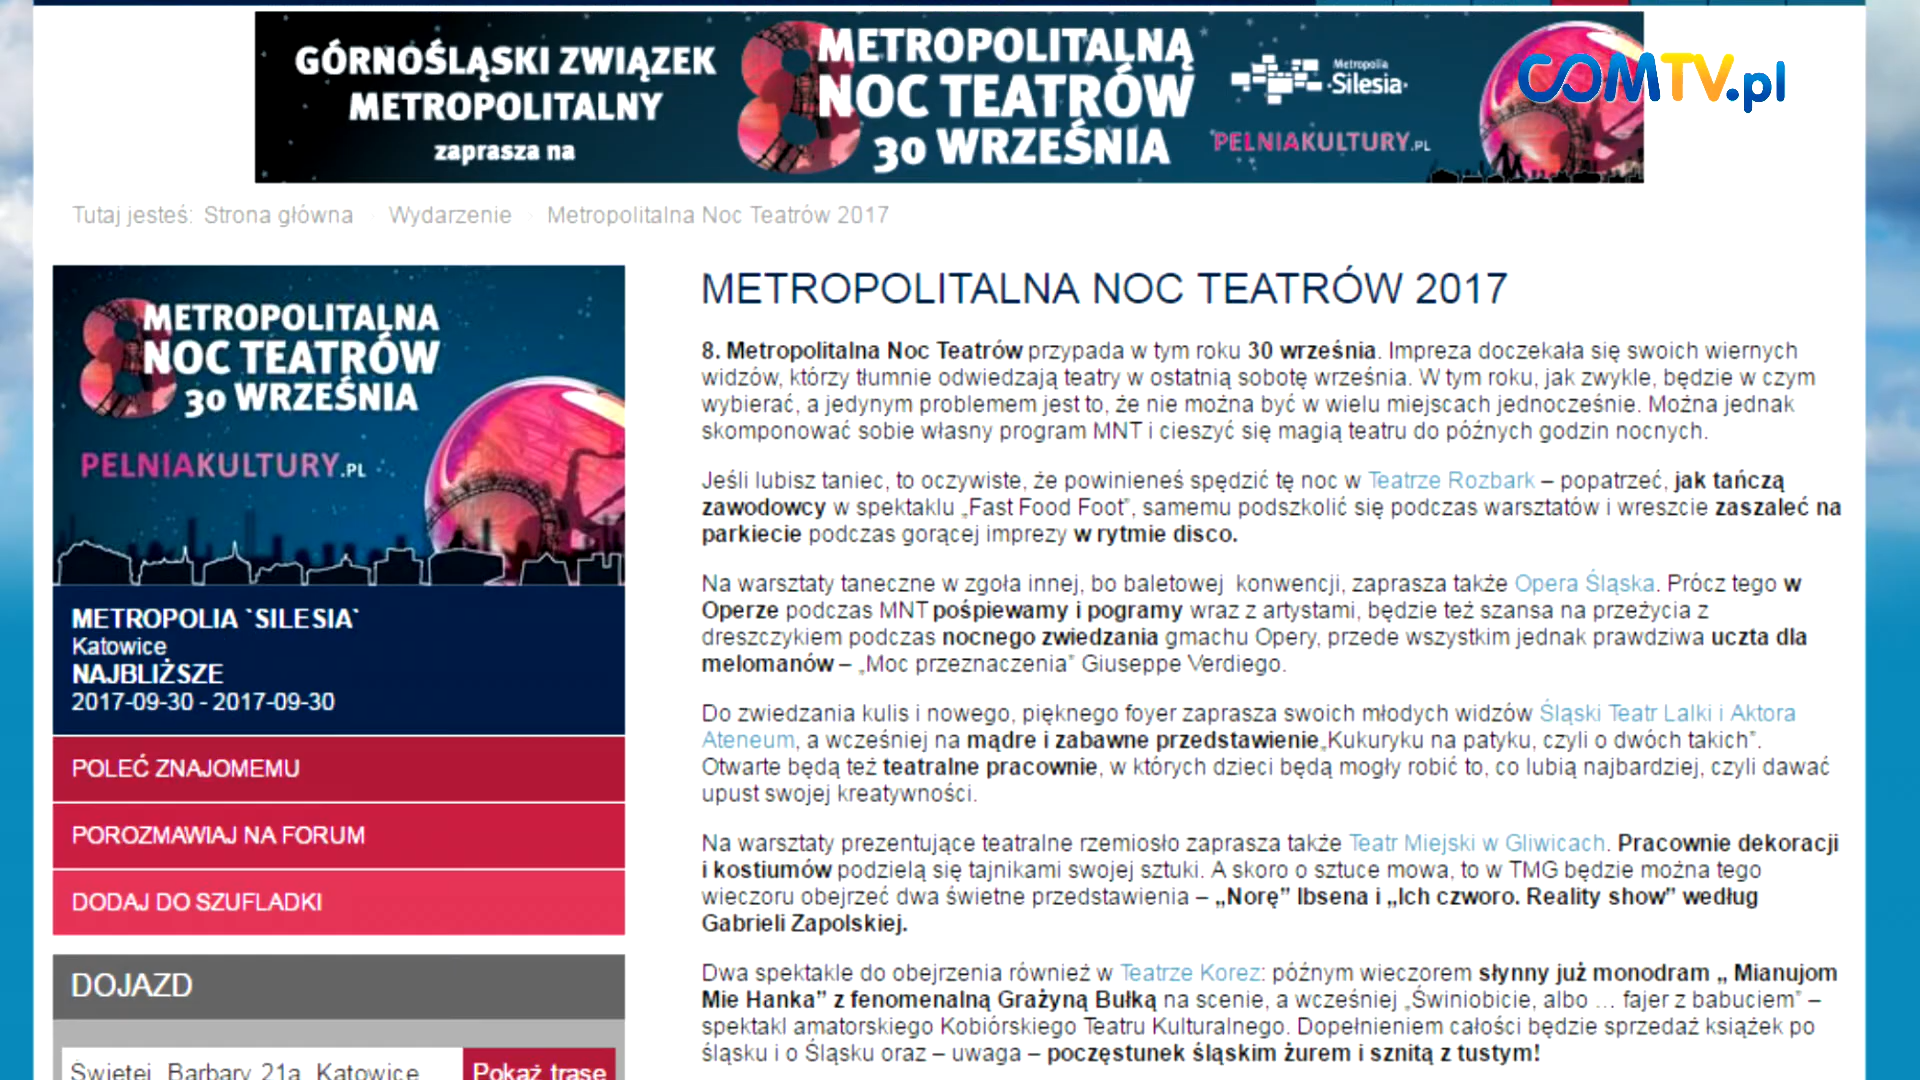 GÓRNOŚLĄSKI ZWIĄZEK
METROPOLITALNY
zaprasza na
8 METROPOLITALNĄ
NOC TEATRÓW
30 WRZEŚNIA
Metropolia
Silesia
PEŁNIAKULTURY.PL
COMTV.pl
Tutaj jesteś: Strona główna Wydarzenie Metropolitalna Noc Teatrów 2017
8 METROPOLITALNA
NOC TEATRÓW
30 WRZEŚNIA
PEŁNIAKULTURY.PL
METROPOLIA `SILESIA`
Katowice
NAJBLIŻSZE
2017-09-30 - 2017-09-30
POLEĆ ZNAJOMEMU
POROZMAWIAJ NA FORUM
DODAJ DO SZUFLADKI
DOJAZD
Świętej Barbary 21a, Katowice
Pokaż trasę
METROPOLITALNA NOC TEATRÓW 2017
8. Metropolitalna Noc Teatrów przypada w tym roku 30 września. Impreza doczekała się swoich wiernych
widzów, którzy tłumnie odwiedzają teatry w ostatnią sobotę września. W tym roku, jak zwykle, będzie w czym
wybierać, a jedynym problemem jest to, że nie można być w wielu miejscach jednocześnie. Można jednak
skomponować sobie własny program MNT i cieszyć się magią teatru do późnych godzin nocnych.
Jeśli lubisz taniec, to oczywiste, że powinieneś spędzić tę noc w Teatrze Rozbark – popatrzeć, jak tańczą
zawodowcy w spektaklu „Fast Food Foot”, samemu podszkolić się podczas warsztatów i wreszcie zaszaleć na
parkiecie podczas gorącej imprezy w rytmie disco.
Na warsztaty taneczne w zgoła innej, bo baletowej konwencji, zaprasza także Opera Śląska. Prócz tego w
Operze podczas MNT pośpiewamy i pogramy wraz z artystami, będzie też szansa na przeżycia z
dreszczykiem podczas nocnego zwiedzania gmachu Opery, przede wszystkim jednak prawdziwa uczta dla
melomanów – „Moc przeznaczenia” Giuseppe Verdiego.
Do zwiedzania kulis i nowego, pięknego foyer zaprasza swoich młodych widzów Śląski Teatr Lalki i Aktora
Ateneum, a wcześniej na mądre i zabawne przedstawienie„Kukuryku na patyku, czyli o dwóch takich”.
Otwarte będą też teatralne pracownie, w których dzieci będą mogły robić to, co lubią najbardziej, czyli dawać
upust swojej kreatywności.
Na warsztaty prezentujące teatralne rzemiosło zaprasza także Teatr Miejski w Gliwicach. Pracownie dekoracji
i kostiumów podzielą się tajnikami swojej sztuki. A skoro o sztuce mowa, to w TMG będzie można tego
wieczoru obejrzeć dwa świetne przedstawienia – „Norę” Ibsena i „Ich czworo. Reality show” według
Gabrieli Zapolskiej.
Dwa spektakle do obejrzenia również w Teatrze Korez: późnym wieczorem słynny już monodram „ Mianujom
Mie Hanka” z fenomenalną Grażyną Bułką na scenie, a wcześniej „Świniobicie, albo … fajer z babuciem” –
spektakl amatorskiego Kobiórskiego Teatru Kulturalnego. Dopełnieniem całości będzie sprzedaż książek po
śląsku i o Śląsku oraz – uwaga – poczęstunek śląskim żurem i sznitą z tustym!